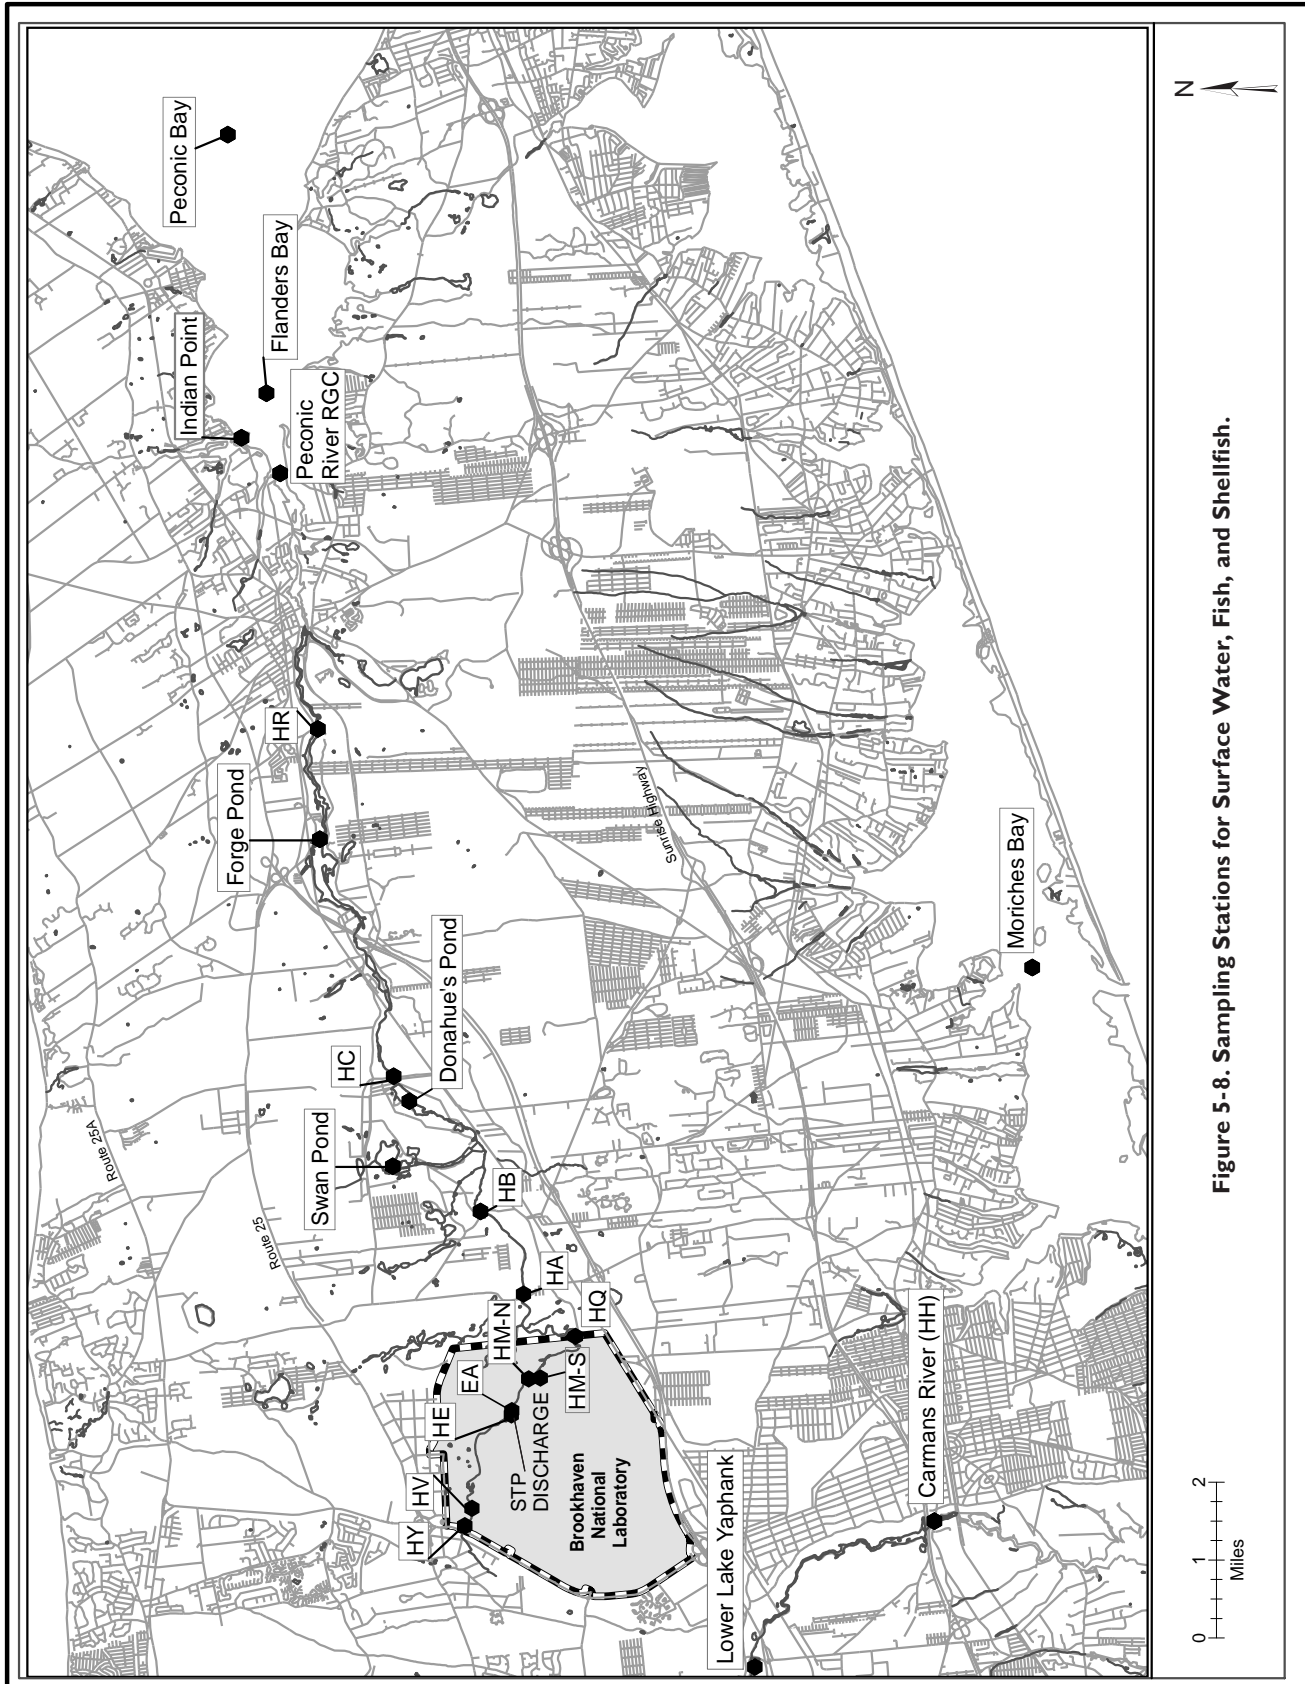 Peconic Bay
Flanders Bay
Indian Point
Peconic
River RGC
HR
Forge Pond
Donahue's Pond
HC
Swan Pond
HB
HA
HQ
HM-N
HM-S
EA
HE
STP
DISCHARGE
HV
HY
Brookhaven
National
Laboratory
Route 25A
Route 25
Sunrise Highway
Moriches Bay
Carmans River (HH)
Lower Lake Yaphank
N
0 1 2
Miles
Figure 5-8. Sampling Stations for Surface Water, Fish, and Shellfish.